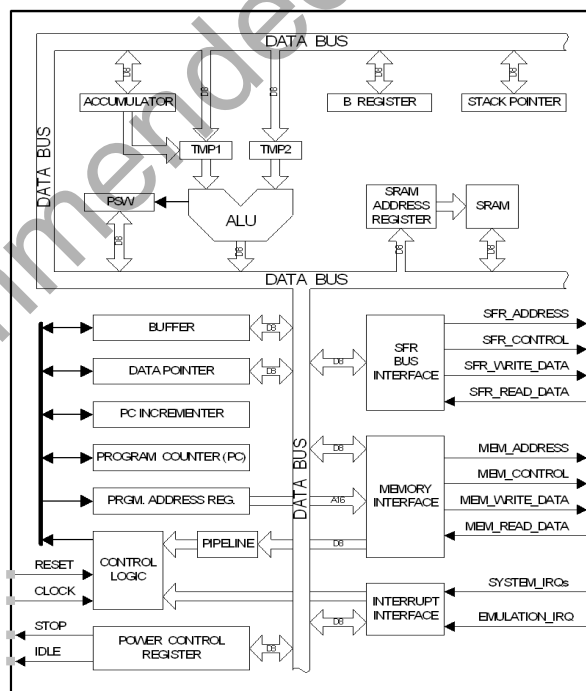 DATA BUS
D8
D8
D8
D8
D8
ACCUMULATOR
B REGISTER
STACK POINTER
DATA BUS
TMP1
TMP2
PSW
ALU
SRAM
ADDRESS
REGISTER
SRAM
D8
D8
D8
D8
DATA BUS
BUFFER
D8
DATA POINTER
D8
PC INCREMENTER
PROGRAM COUNTER (PC)
PRGM. ADDRESS REG.
A16
DATA BUS
D8
SFR
BUS
INTERFACE
SFR_ADDRESS
SFR_CONTROL
SFR_WRITE_DATA
SFR_READ_DATA
D8
MEMORY
INTERFACE
MEM_ADDRESS
MEM_CONTROL
MEM_WRITE_DATA
MEM_READ_DATA
RESET
CLOCK
CONTROL
LOGIC
PIPELINE
D8
STOP
IDLE
POWER CONTROL
REGISTER
D8
D8
INTERRUPT
INTERFACE
SYSTEM_IRQs
EMULATION_IRQ